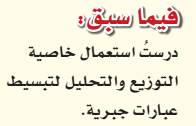 فيما سبق:
درستُ استعمال خاصية
التوزيع والتحليل لتبسيط
عبارات جبرية.